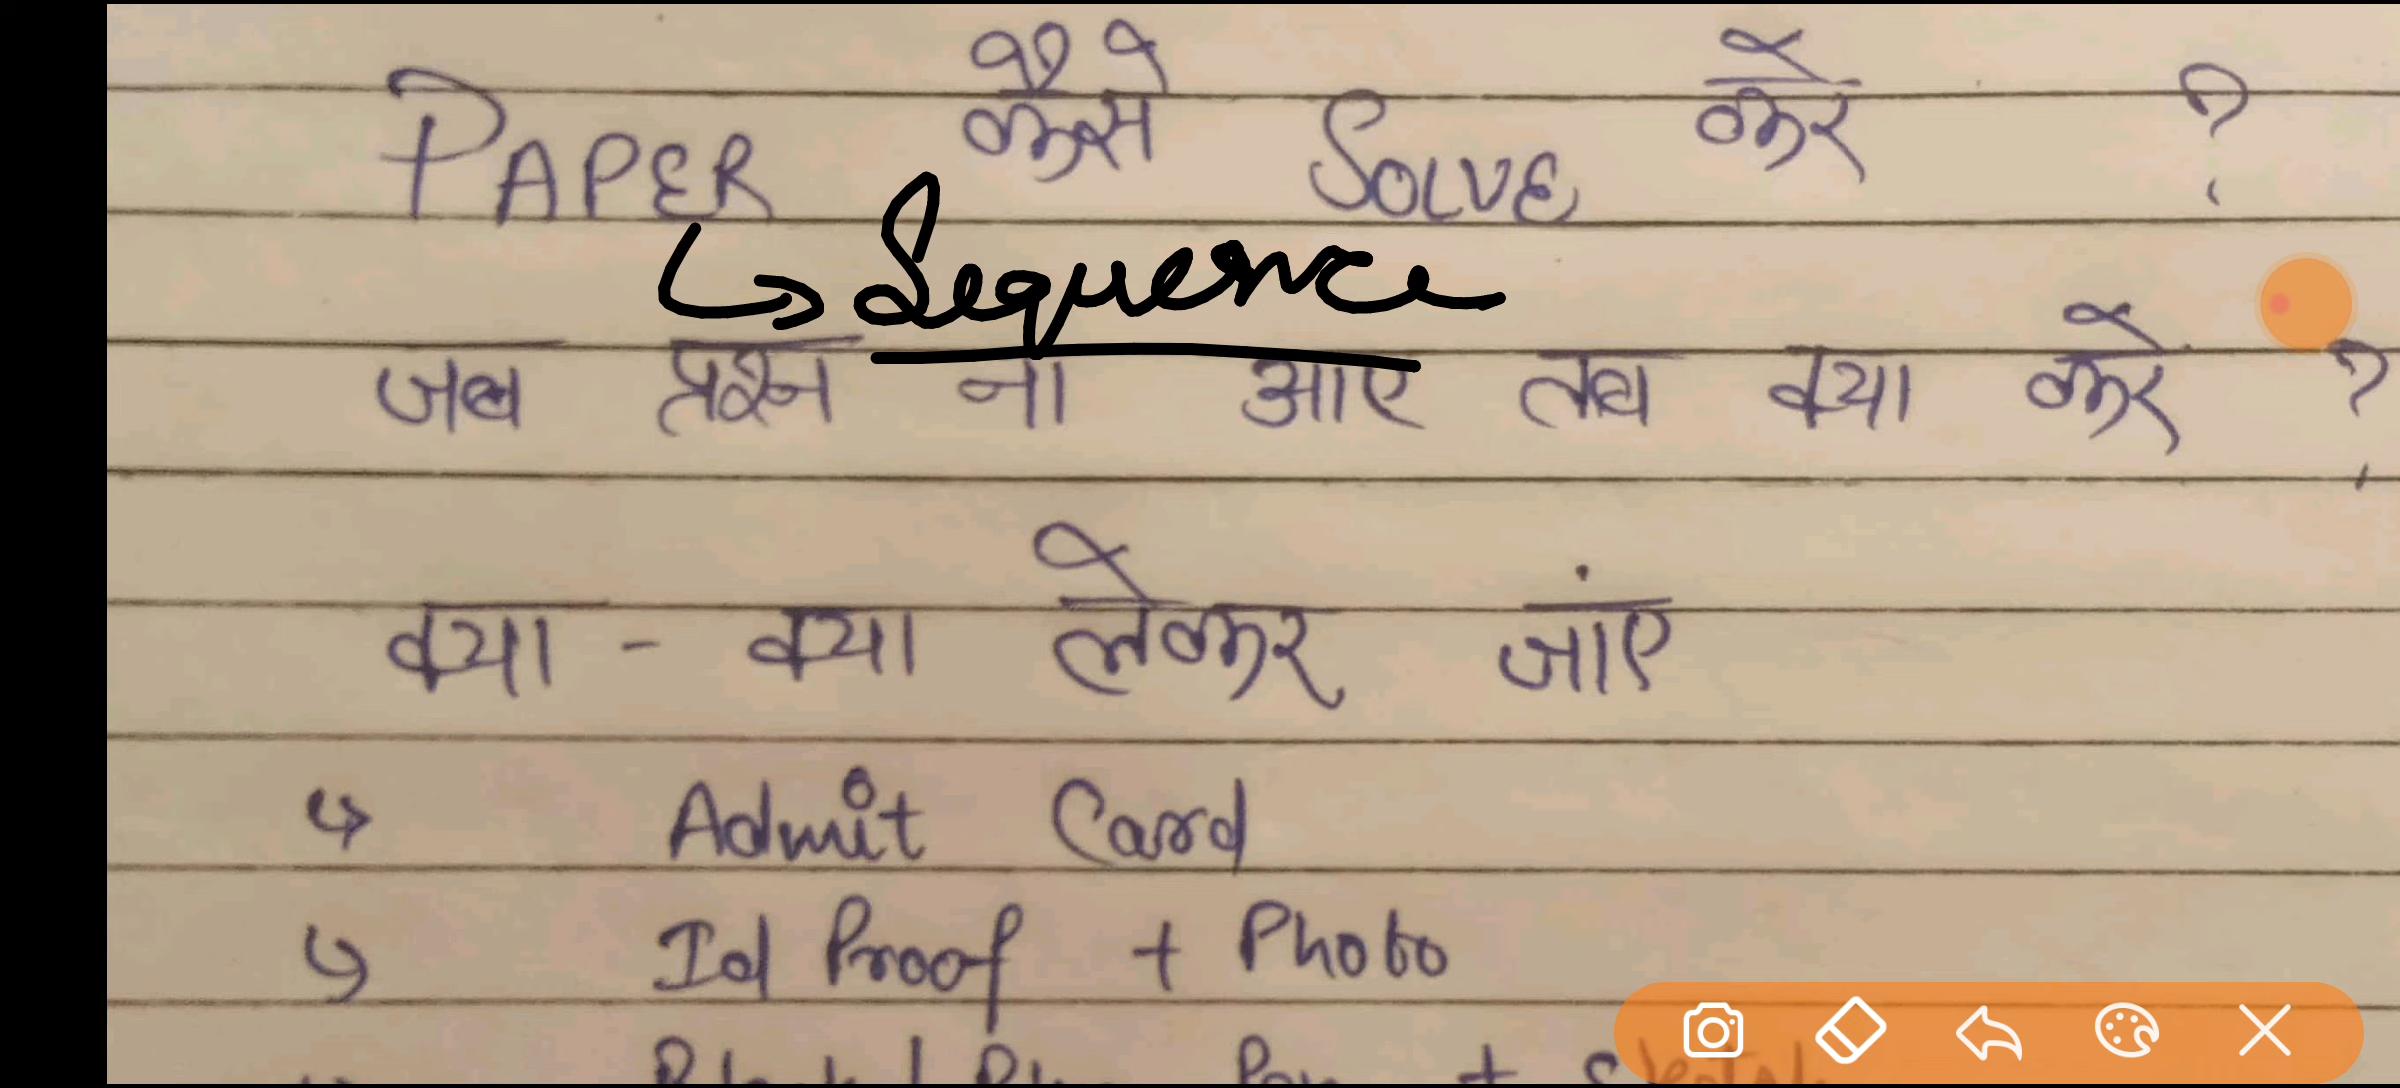 PAPER कैसे SOLVE करे ?
↳ Sequence
जब प्रश्न ना आए तब क्या करे ?
क्या - क्या लेकर जांए
↳ Admit Card
↳ Id Proof + Photo